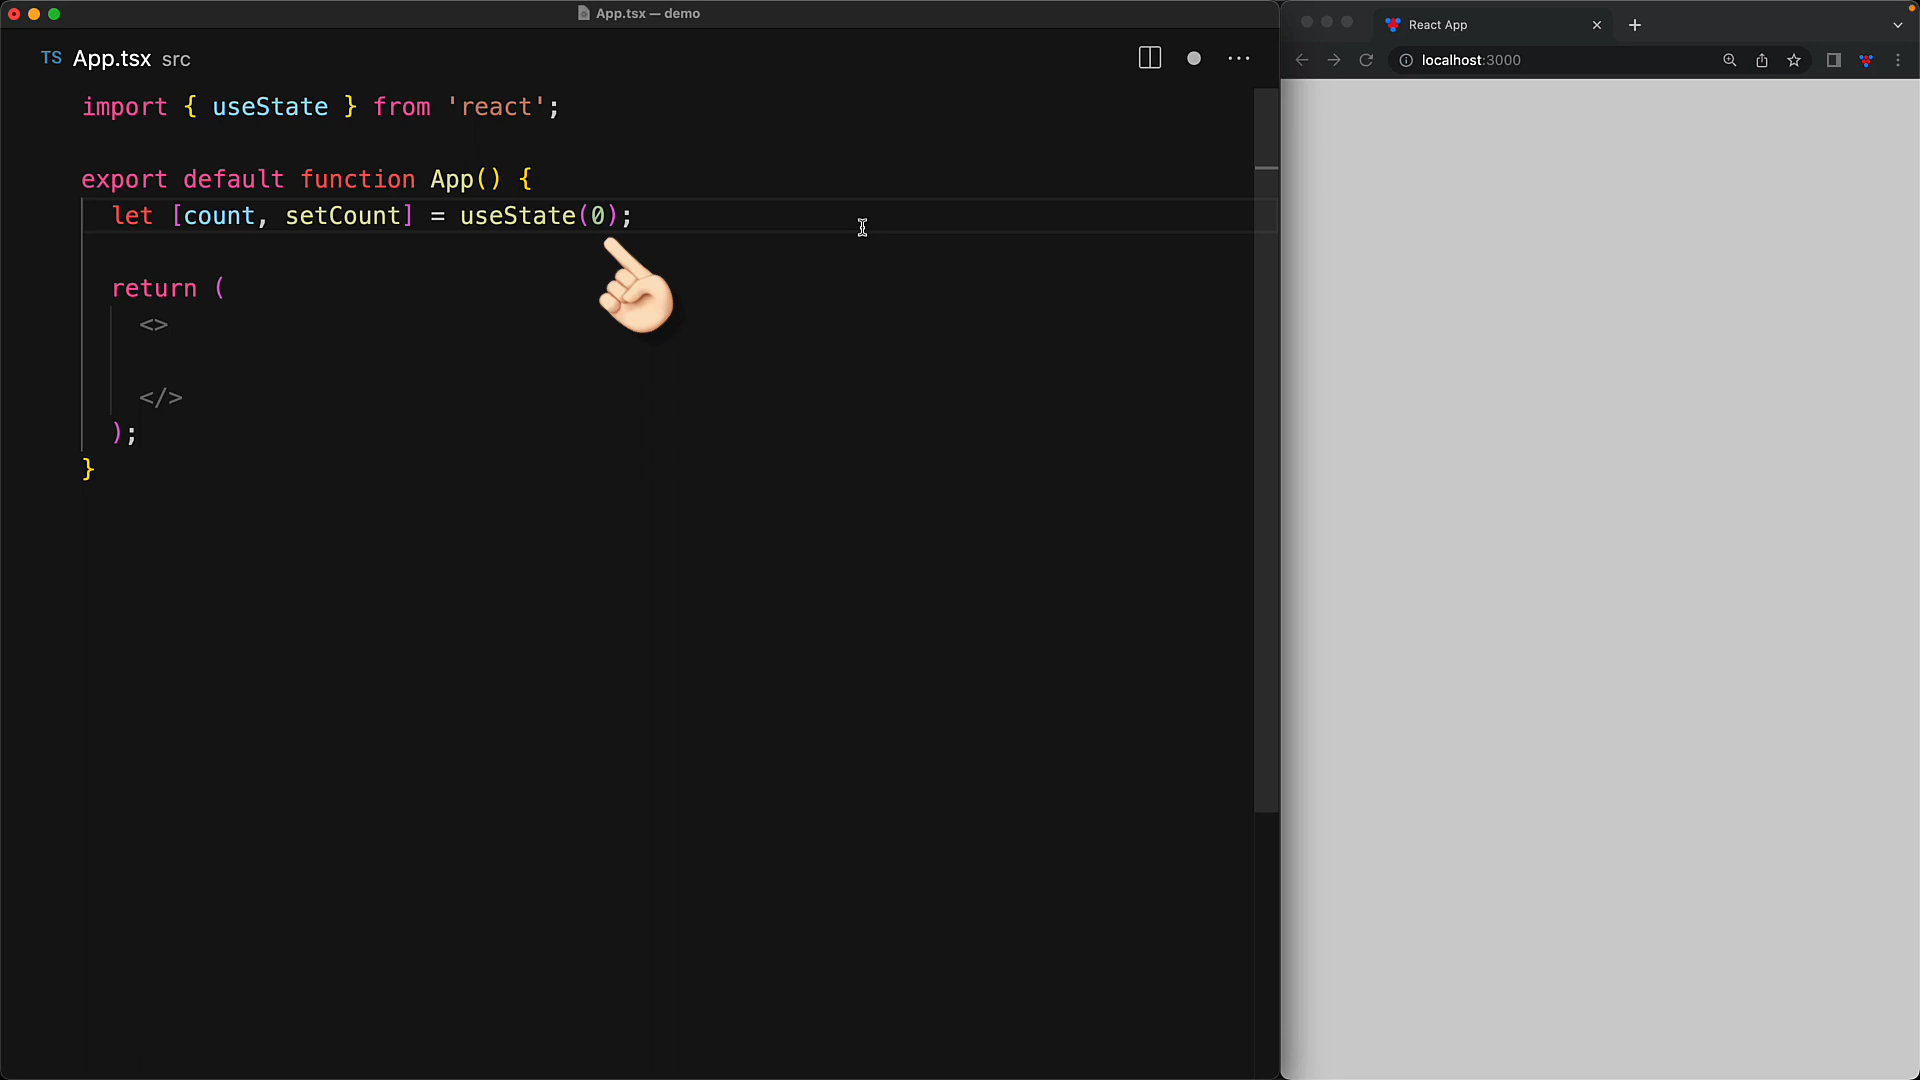 App.tsx — demo
TS App.tsx src
import { useState } from 'react';
export default function App() {
let [count, setCount] = useState(0);
return (
<>
</>
);
}
React App
localhost:3000